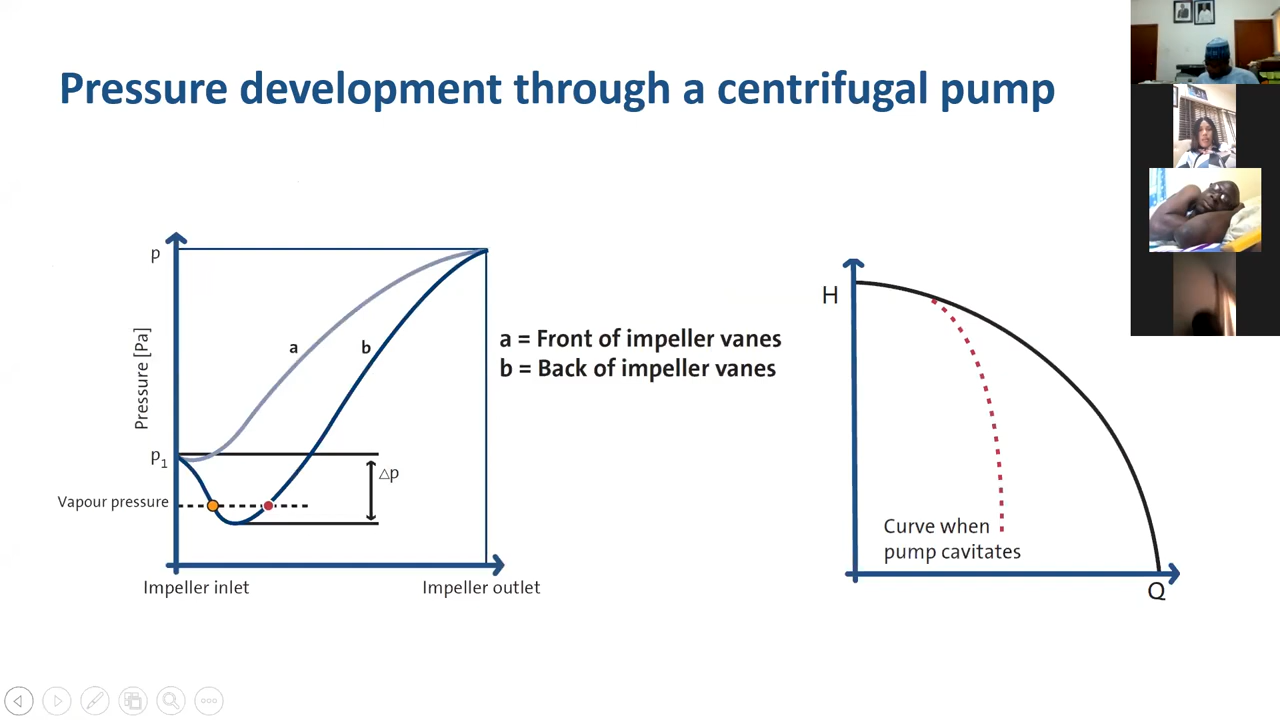 Pressure development through a centrifugal pump
p
Pressure [Pa]
a
b
p1
△p
Vapour pressure
Impeller inlet
Impeller outlet
a = Front of impeller vanes
b = Back of impeller vanes
H
Curve when
pump cavitates
Q